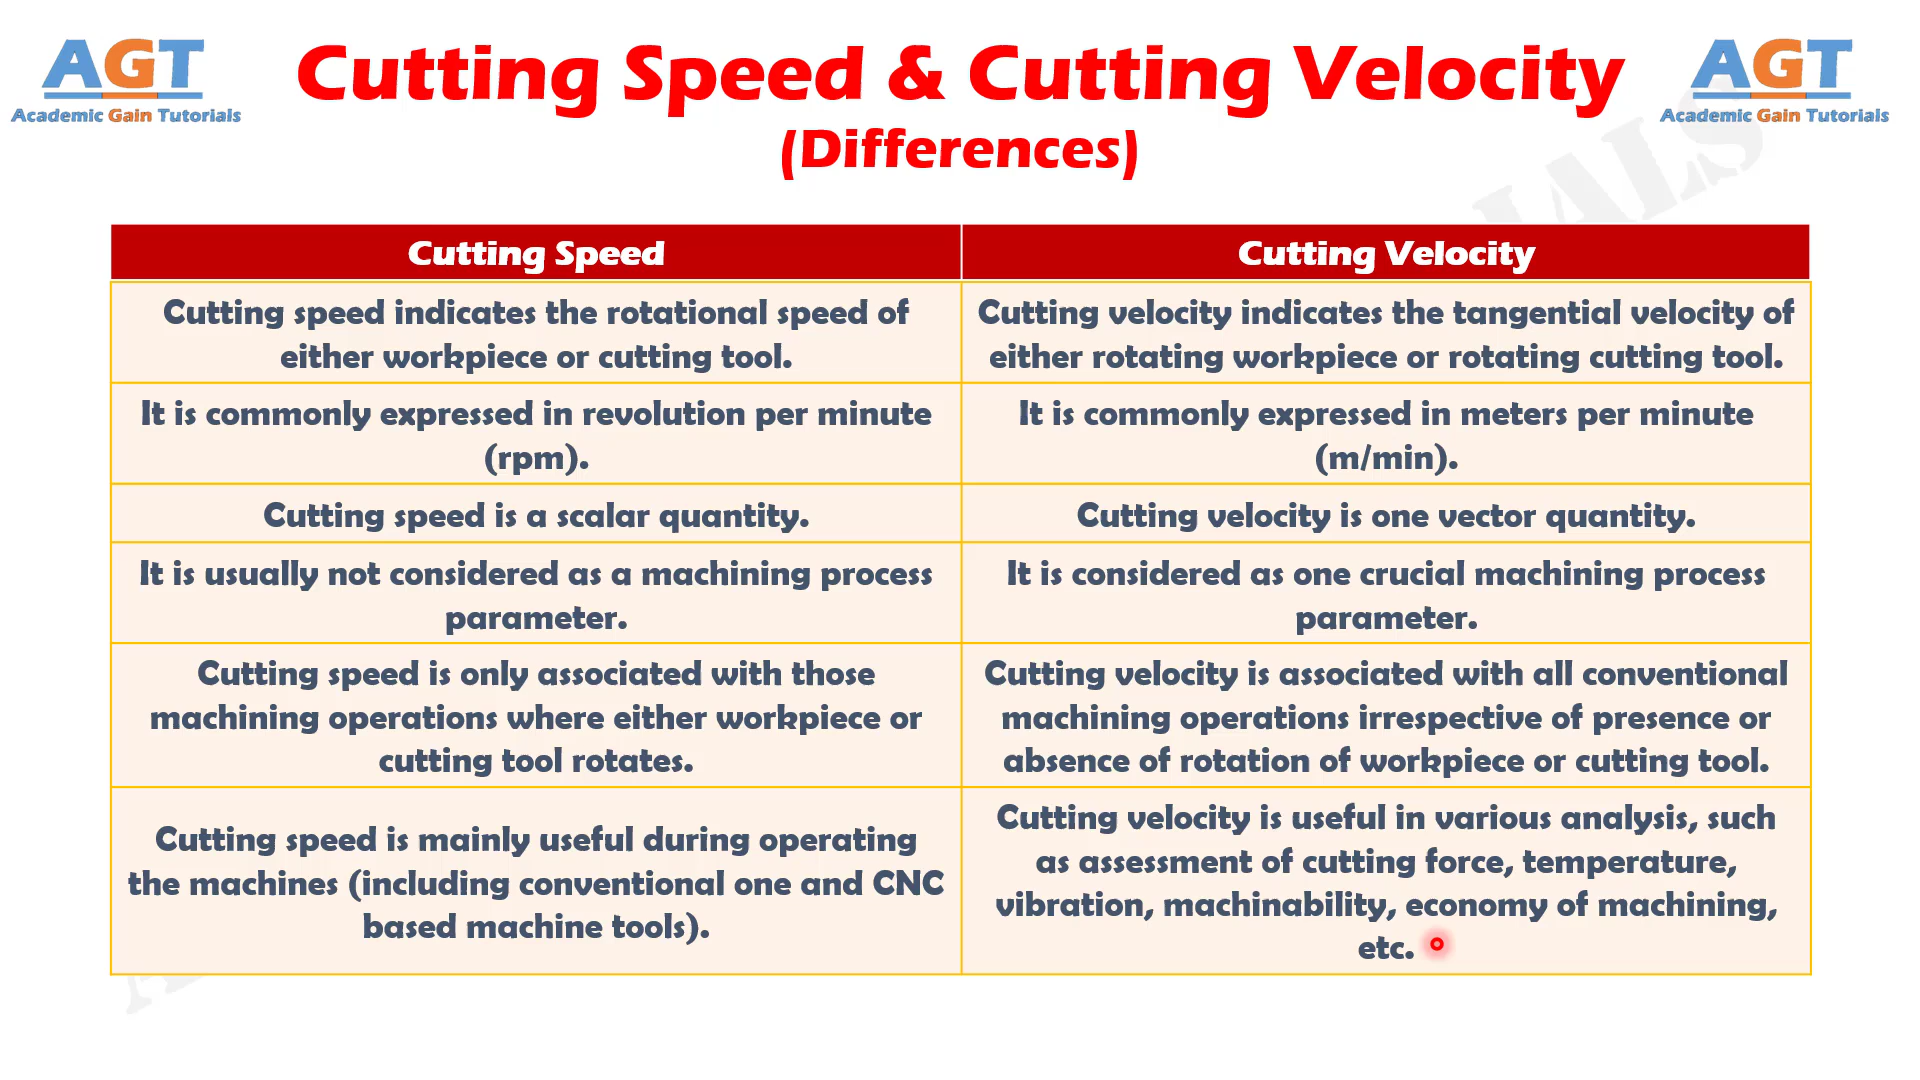 AGT
Academic Gain Tutorials
Cutting Speed & Cutting Velocity
(Differences)
AGT
Academic Gain Tutorials
Cutting Speed
Cutting Velocity
Cutting speed indicates the rotational speed of
either workpiece or cutting tool.
Cutting velocity indicates the tangential velocity of
either rotating workpiece or rotating cutting tool.
It is commonly expressed in revolution per minute
(rpm).
It is commonly expressed in meters per minute
(m/min).
Cutting speed is a scalar quantity.
Cutting velocity is one vector quantity.
It is usually not considered as a machining process
parameter.
It is considered as one crucial machining process
parameter.
Cutting speed is only associated with those
machining operations where either workpiece or
cutting tool rotates.
Cutting velocity is associated with all conventional
machining operations irrespective of presence or
absence of rotation of workpiece or cutting tool.
Cutting speed is mainly useful during operating
the machines (including conventional one and CNC
based machine tools).
Cutting velocity is useful in various analysis, such
as assessment of cutting force, temperature,
vibration, machinability, economy of machining,
etc.